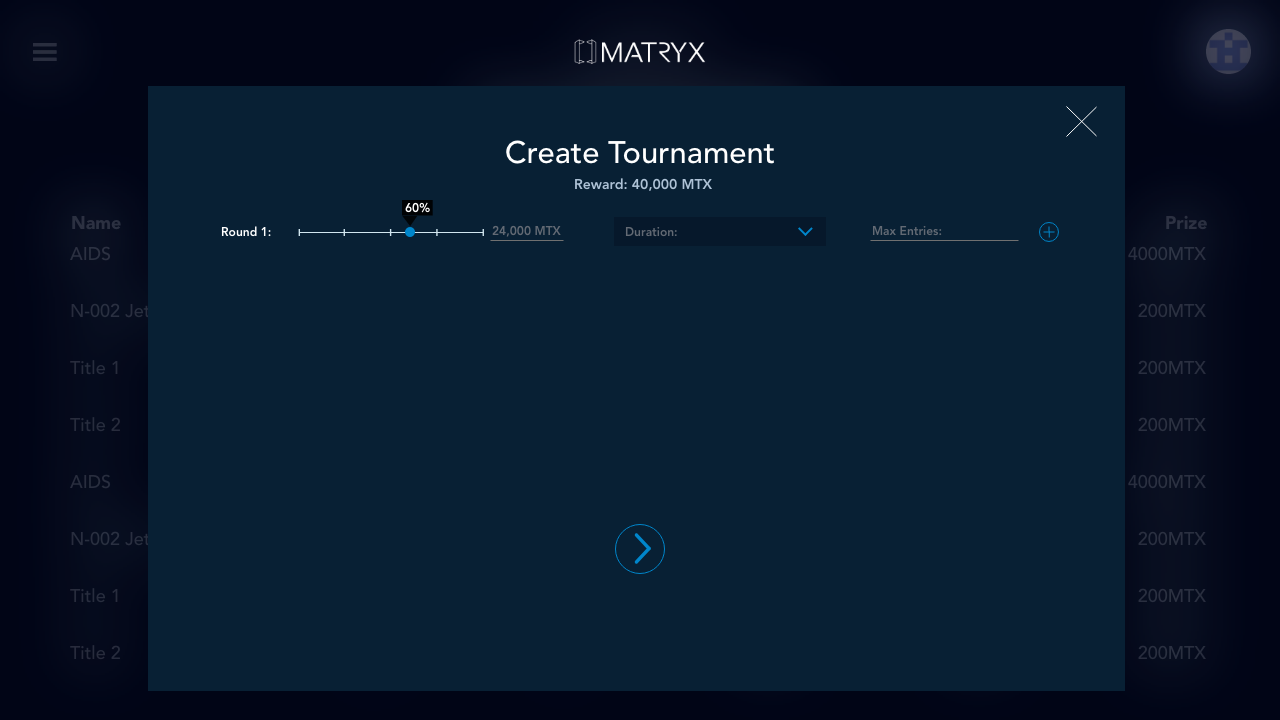 MATRYX
Create Tournament
Reward: 40,000 MTX
60%
Round 1: 24,000 MTX Duration: Max Entries:
Name Prize
AIDS 4000MTX
N-002 Jet 200MTX
Title 1 200MTX
Title 2 200MTX
AIDS 4000MTX
N-002 Jet 200MTX
Title 1 200MTX
Title 2 200MTX